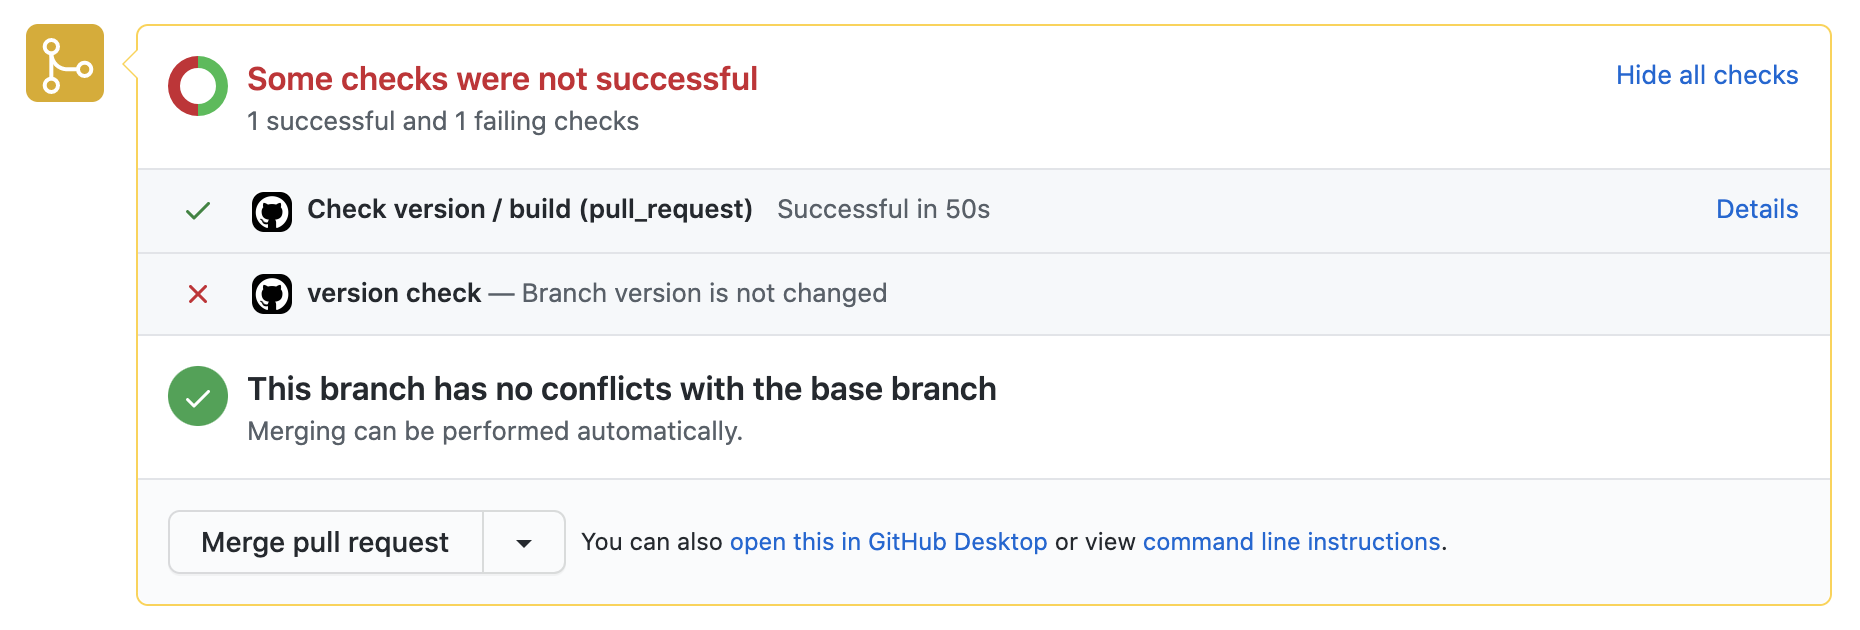 Some checks were not successful
Hide all checks
1 successful and 1 failing checks
Check version / build (pull_request) Successful in 50s
Details
version check — Branch version is not changed
This branch has no conflicts with the base branch
Merging can be performed automatically.
Merge pull request
You can also open this in GitHub Desktop or view command line instructions.